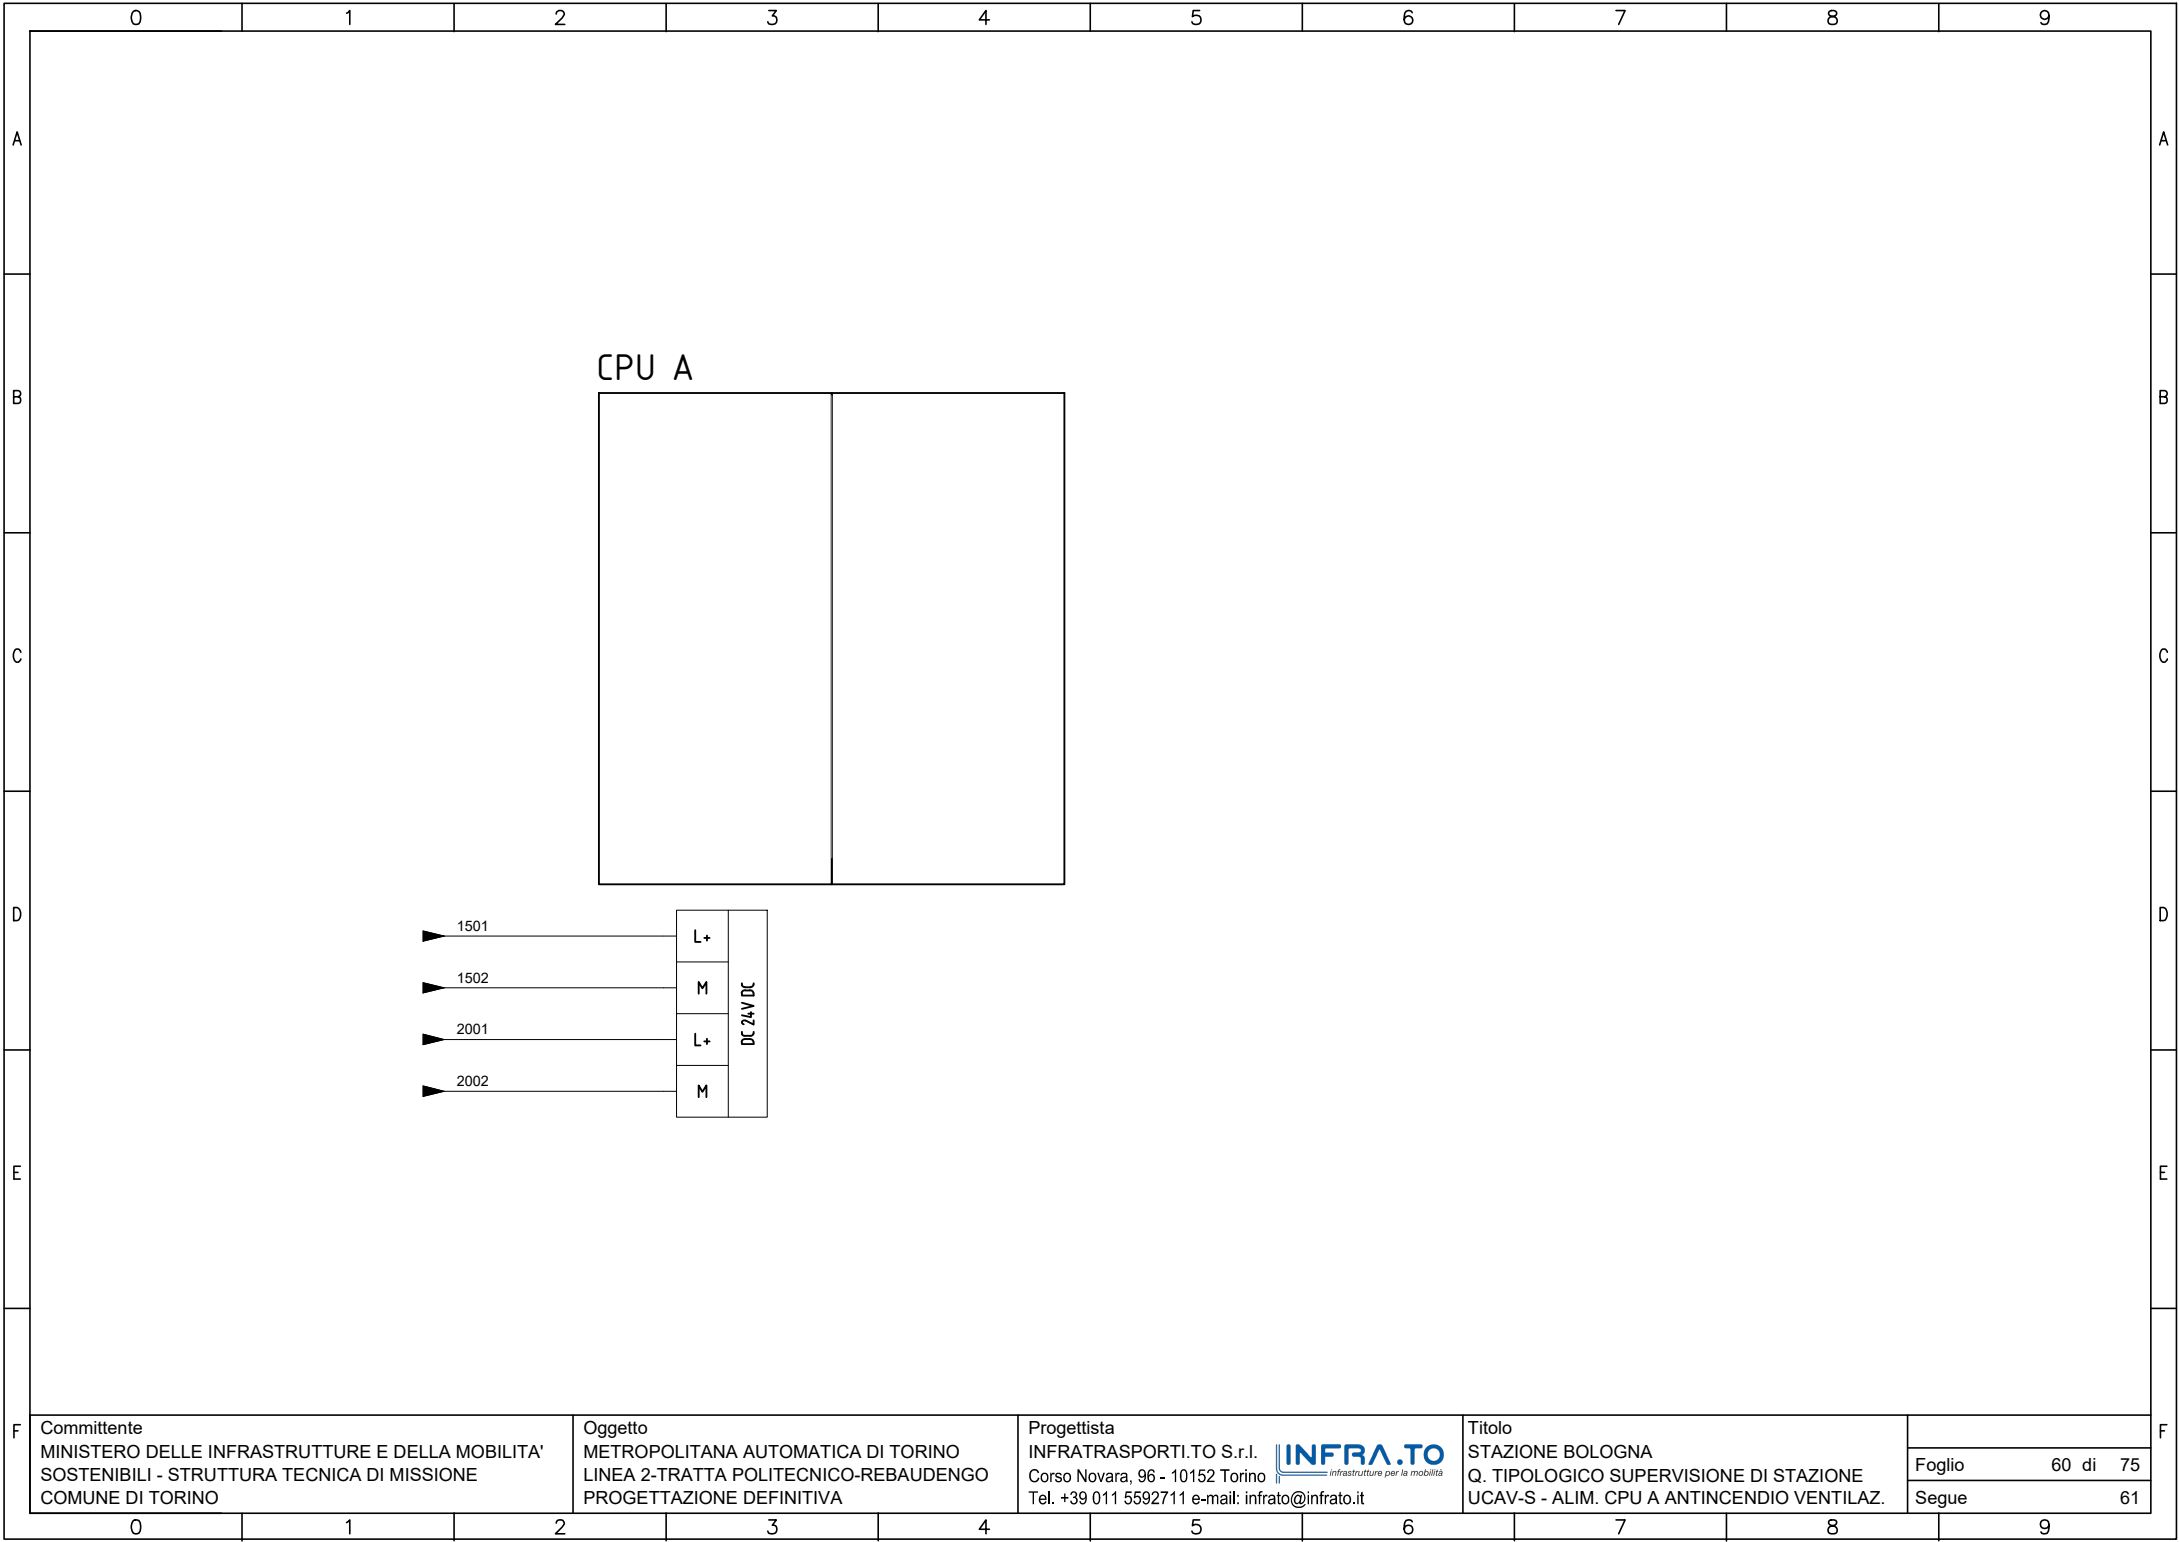 0 1 2 3 4 5 6 7 8 9
A A
CPU A
B B
C C
D D
1501 L+
1502 M
2001 L+
2002 M
DC 24V DC
E E
F F
Committente
MINISTERO DELLE INFRASTRUTTURE E DELLA MOBILITA'
SOSTENIBILI - STRUTTURA TECNICA DI MISSIONE
COMUNE DI TORINO
Oggetto
METROPOLITANA AUTOMATICA DI TORINO
LINEA 2-TRATTA POLITECNICO-REBAUDENGO
PROGETTAZIONE DEFINITIVA
Progettista
INFRATRASPORTI.TO S.r.l.
Corso Novara, 96 - 10152 Torino
Tel. +39 011 5592711 e-mail: infrato@infrato.it
INFRA.TO
infrastrutture per la mobilità
Titolo
STAZIONE BOLOGNA
Q. TIPOLOGICO SUPERVISIONE DI STAZIONE
UCAV-S - ALIM. CPU A ANTINCENDIO VENTILAZ.
Foglio 60 di 75
Segue 61
0 1 2 3 4 5 6 7 8 9